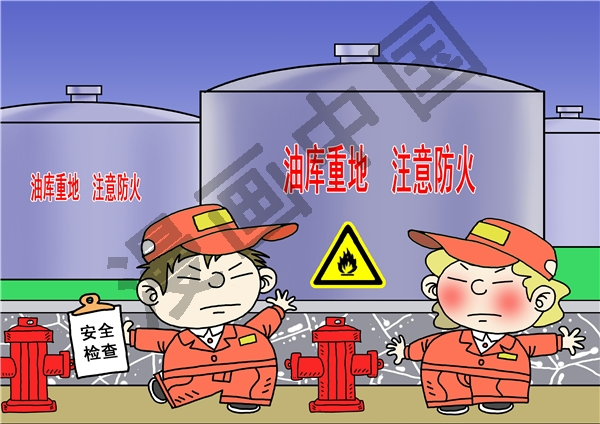 油库重地 注意防火
油库重地 注意防火
安全
检查
漫画中国